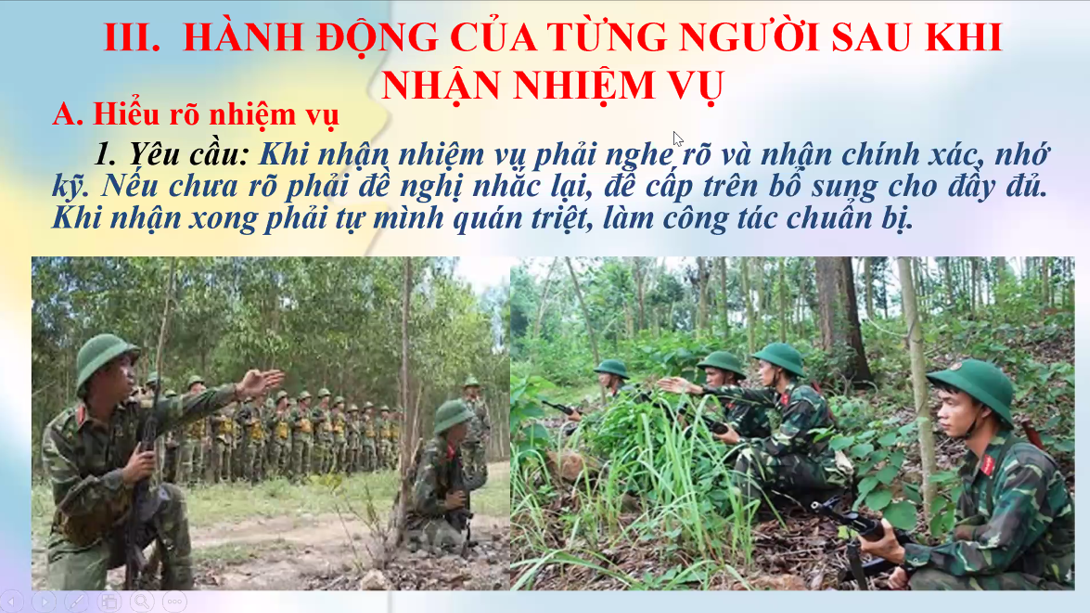 III. HÀNH ĐỘNG CỦA TỪNG NGƯỜI SAU KHI
NHẬN NHIỆM VỤ
A. Hiểu rõ nhiệm vụ
1. Yêu cầu: Khi nhận nhiệm vụ phải nghe rõ và nhận chính xác, nhớ
kỹ. Nếu chưa rõ phải đề nghị nhắc lại, để cấp trên bổ sung cho đầy đủ.
Khi nhận xong phải tự mình quán triệt, làm công tác chuẩn bị.